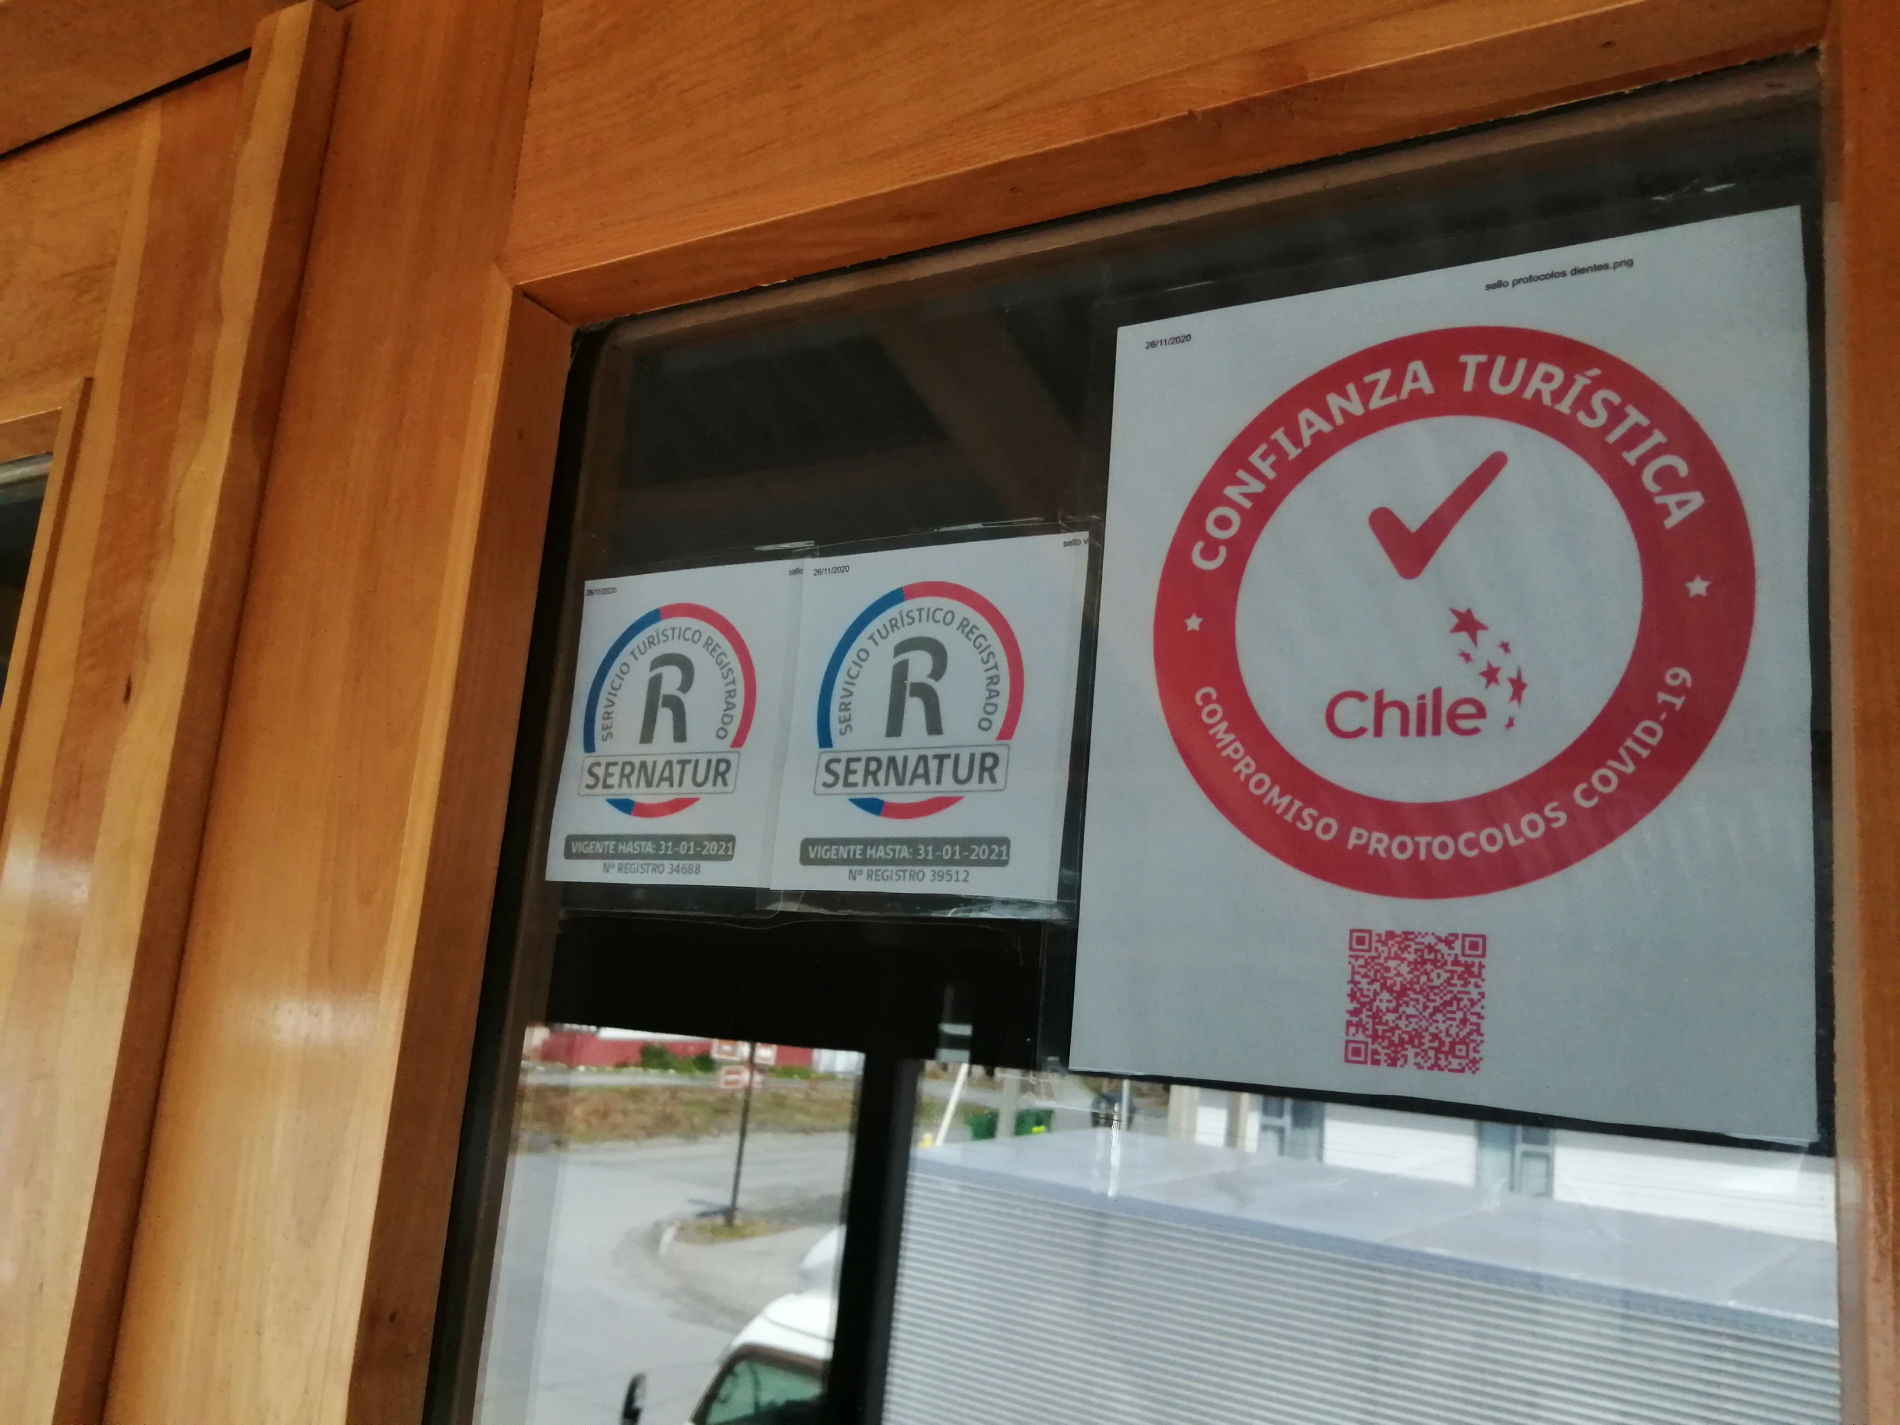 26/11/2020
sello
SERVICIO TURÍSTICO REGISTRADO
R
SERNATUR
VIGENTE HASTA: 31-01-2021
Nº REGISTRO 34688
26/11/2020
sello v
SERVICIO TURÍSTICO REGISTRADO
R
SERNATUR
VIGENTE HASTA: 31-01-2021
Nº REGISTRO 39512
26/11/2020
sello protocolos dientes.png
CONFIANZA TURÍSTICA
Chile
COMPROMISO PROTOCOLOS COVID-19